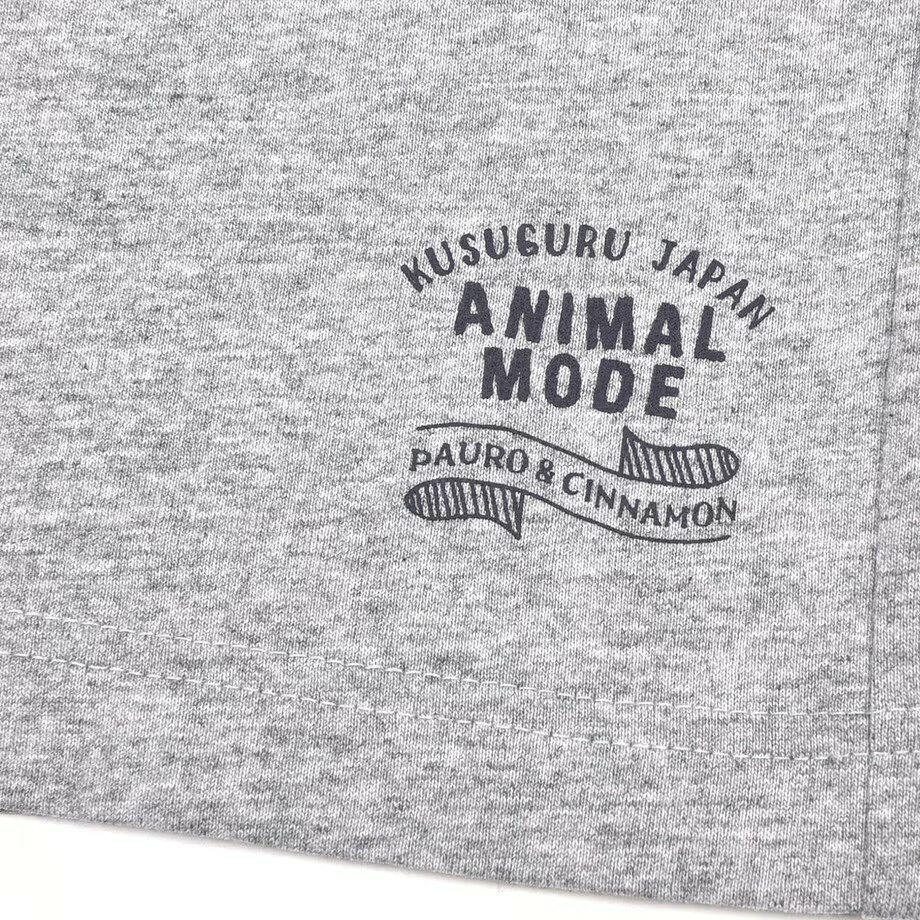 KUSUGURU JAPAN
ANIMAL
MODE
PAURO & CINNAMON